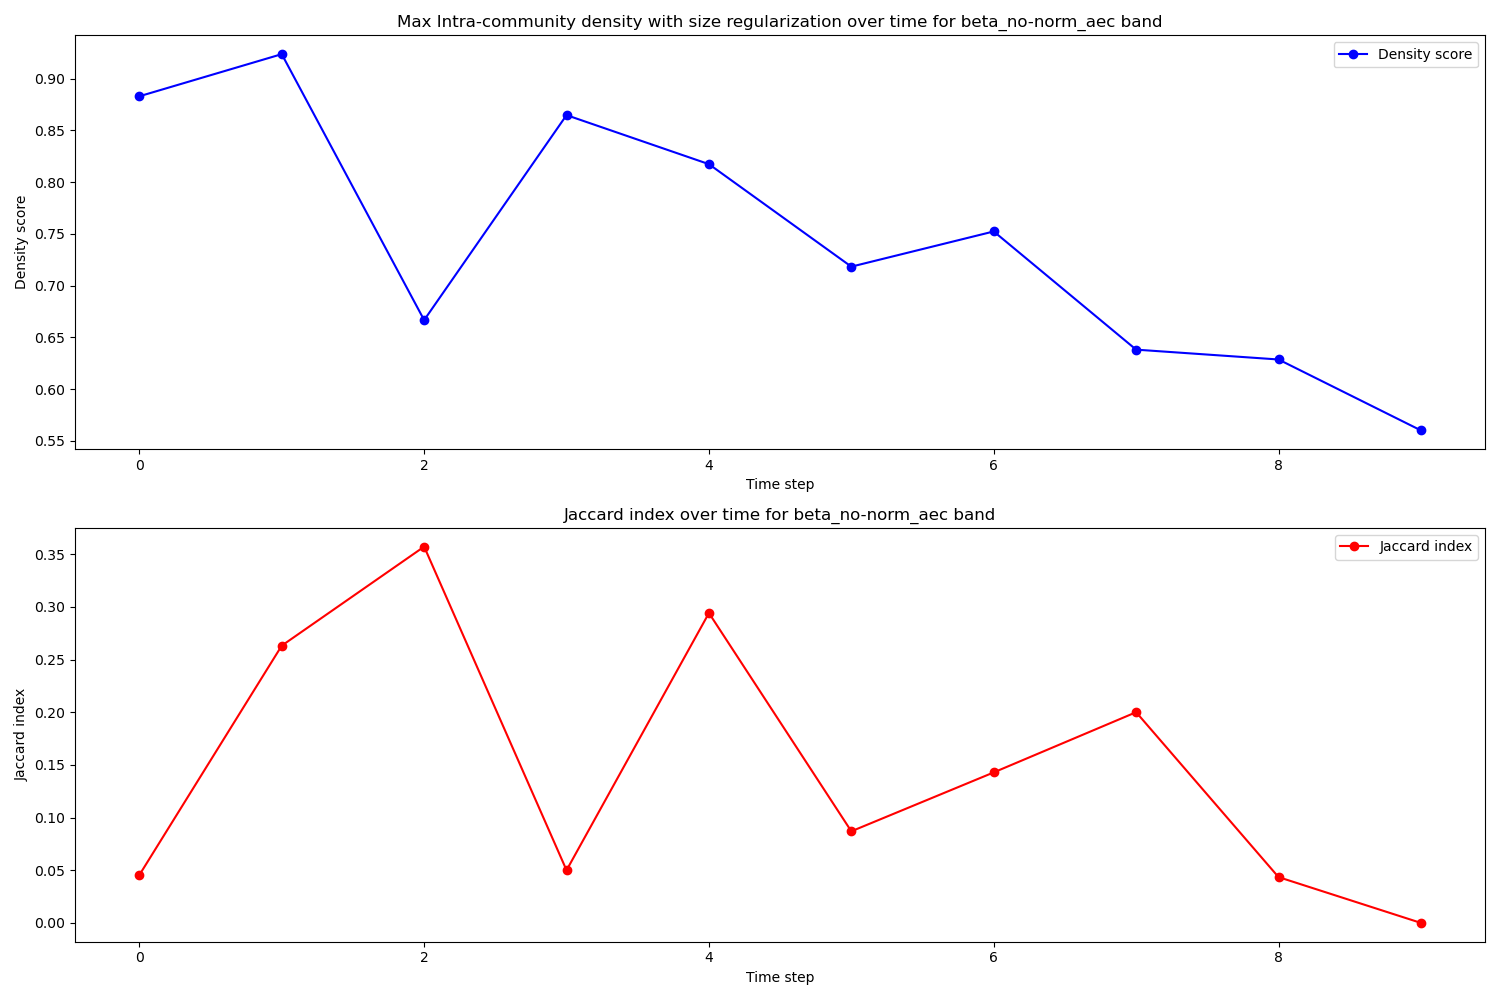 Max Intra-community density with size regularization over time for beta_no-norm_aec band
Density score
0.90
0.85
0.80
0.75
0.70
0.65
0.60
0.55
Density score
0 2 4 6 8
Time step
Jaccard index over time for beta_no-norm_aec band
Jaccard index
0.35
0.30
0.25
0.20
0.15
0.10
0.05
0.00
Jaccard index
0 2 4 6 8
Time step